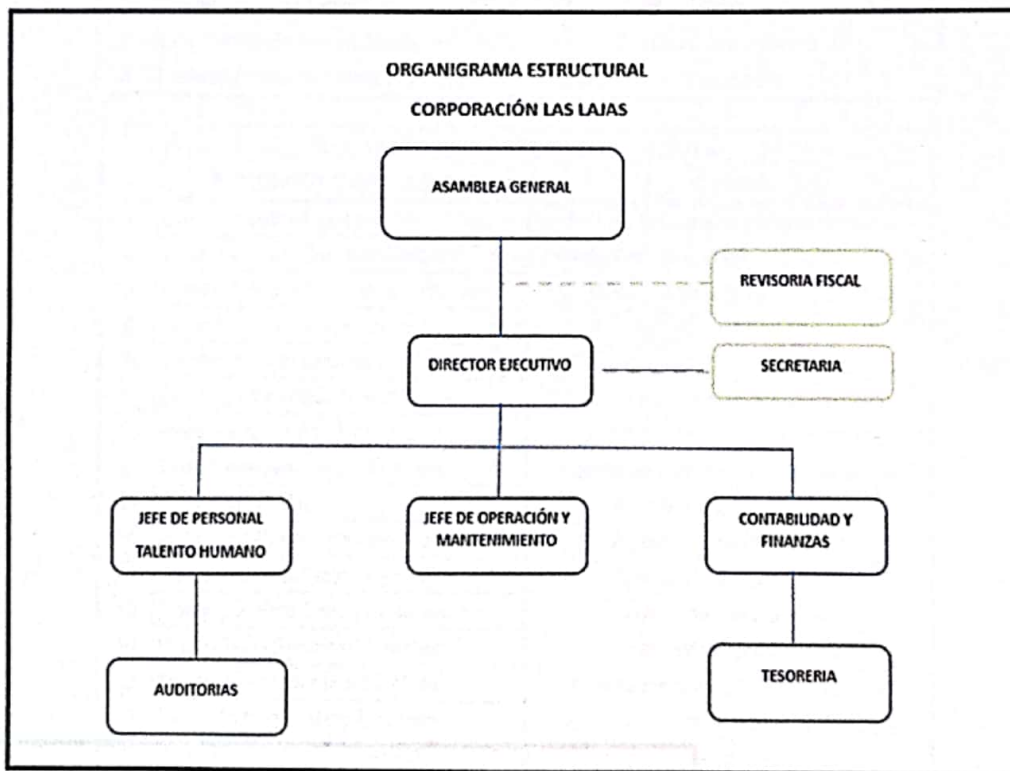 ORGANIGRAMA ESTRUCTURAL
CORPORACIÓN LAS LAJAS
ASAMBLEA GENERAL
REVISORIA FISCAL
DIRECTOR EJECUTIVO
SECRETARIA
JEFE DE PERSONAL
TALENTO HUMANO
JEFE DE OPERACIÓN Y
MANTENIMIENTO
CONTABILIDAD Y
FINANZAS
AUDITORIAS
TESORERIA